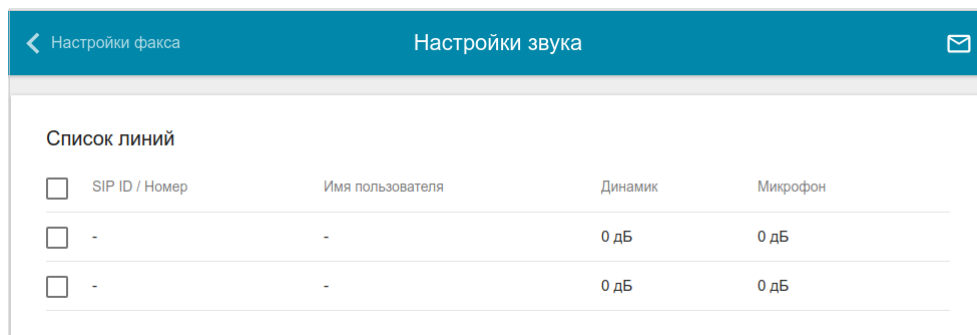 Настройки факса Настройки звука
Список линий
SIP ID / Номер Имя пользователя Динамик Микрофон
- - 0 дБ 0 дБ
- - 0 дБ 0 дБ